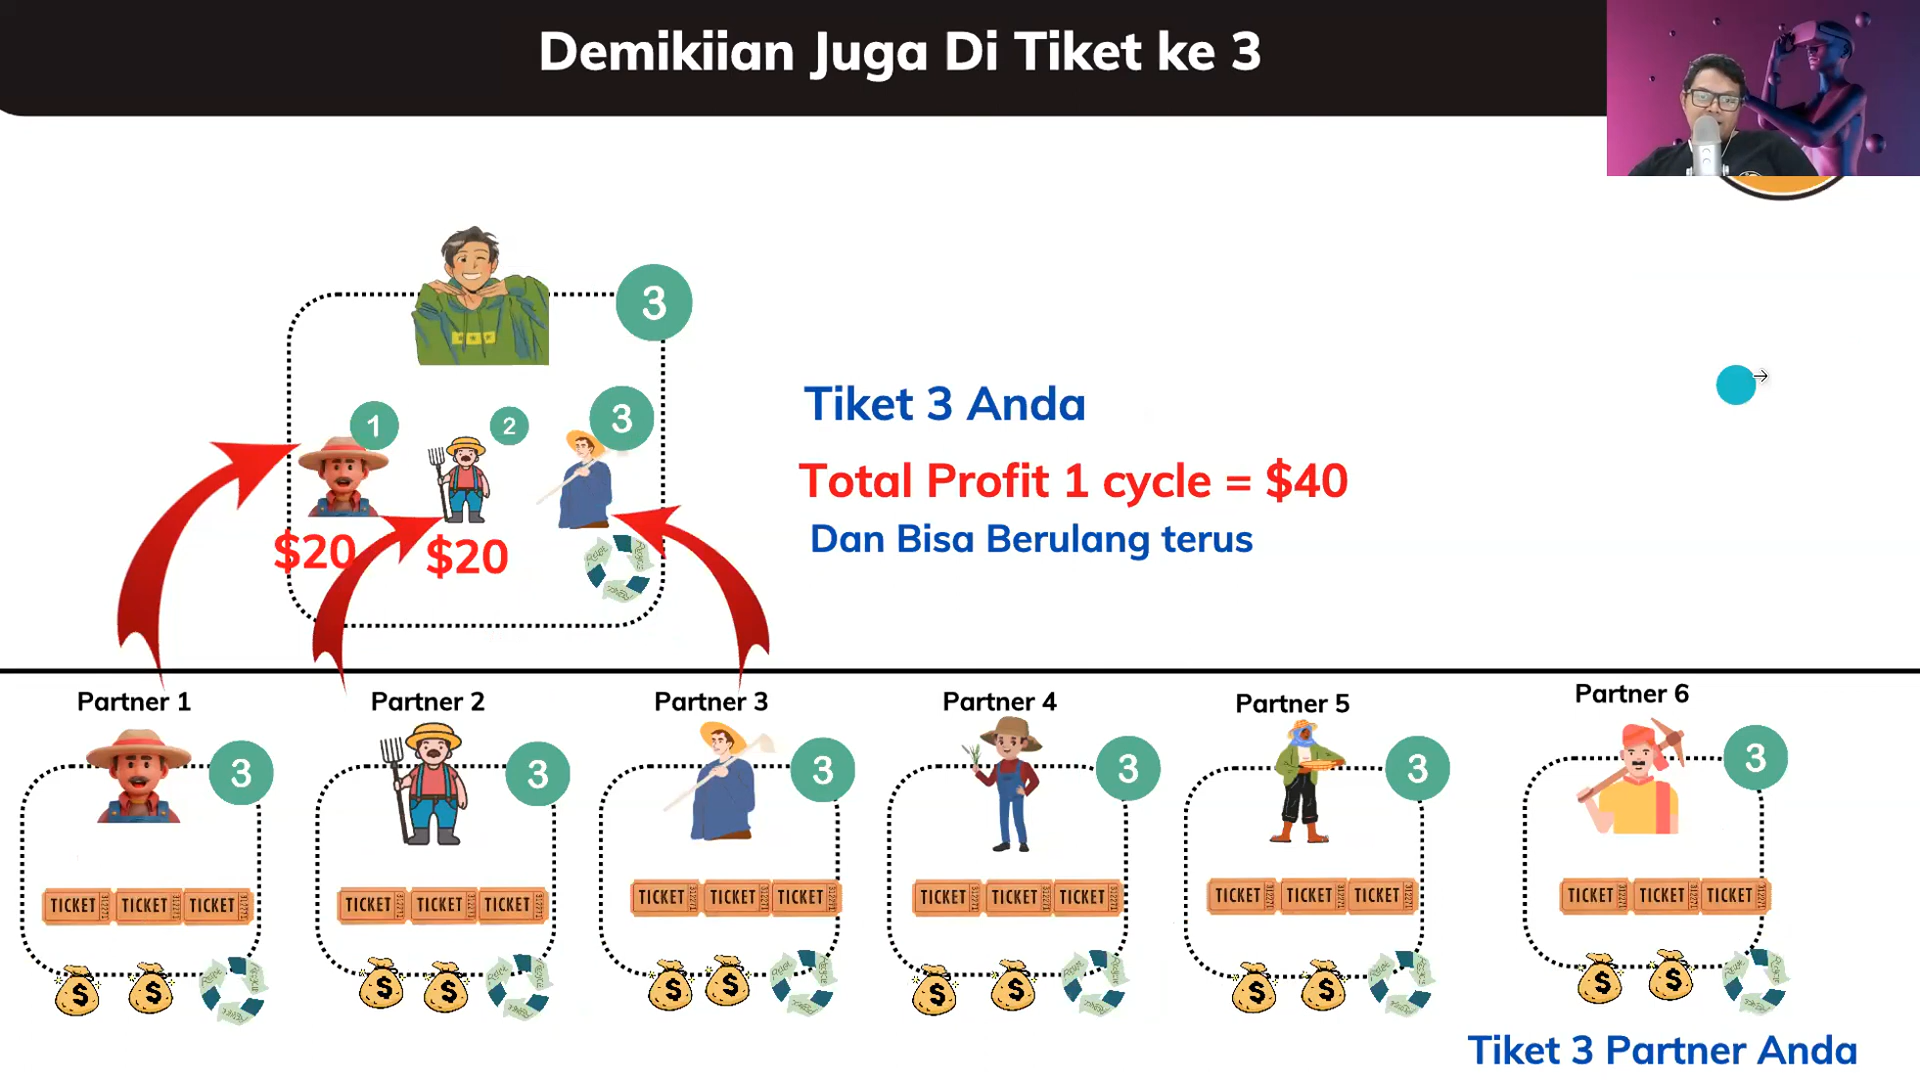 Demikiian Juga Di Tiket ke 3
3
1
2
3
$20
$20
Tiket 3 Anda
Total Profit 1 cycle = $40
Dan Bisa Berulang terus
Partner 1
Partner 2
Partner 3
Partner 4
Partner 5
Partner 6
3
3
3
3
3
3
TICKET TICKET TICKET
TICKET TICKET TICKET
TICKET TICKET TICKET
TICKET TICKET TICKET
TICKET TICKET TICKET
TICKET TICKET TICKET
$ $
$ $
$ $
$ $
$ $
$ $
Tiket 3 Partner Anda